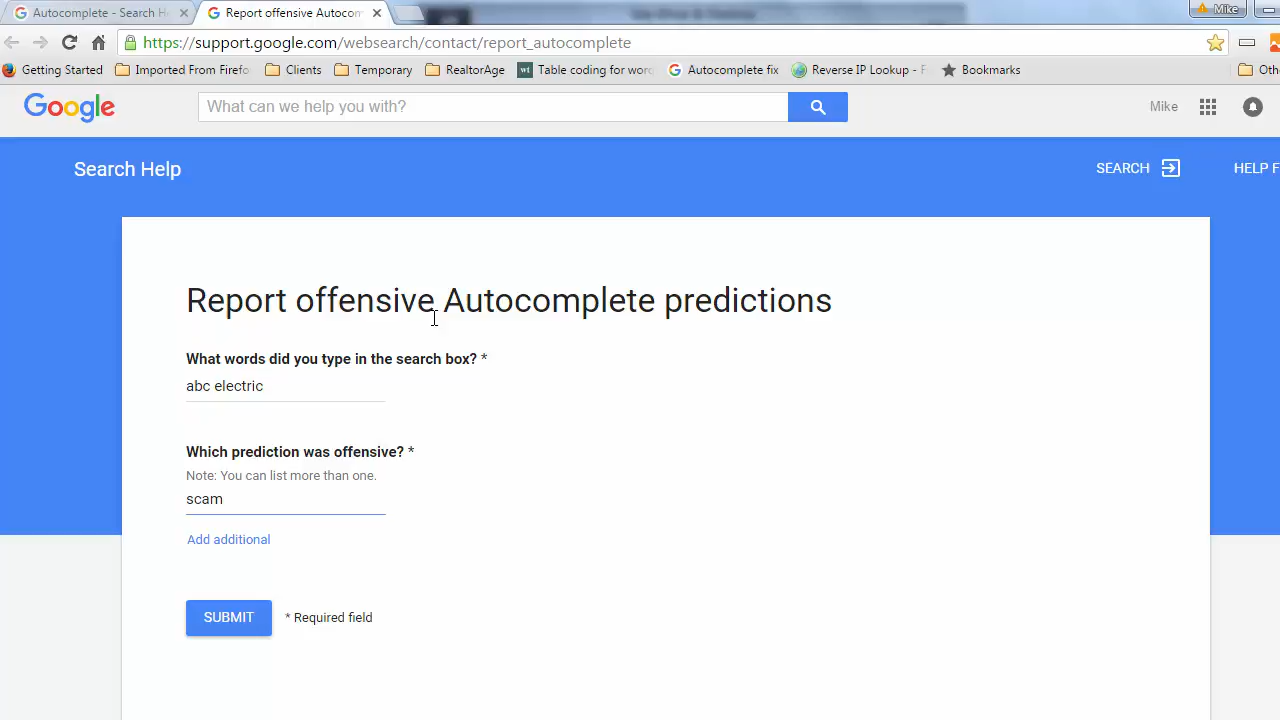 Autocomplete - Search H
Report offensive Autocom
Mike
https://support.google.com/websearch/contact/report_autocomplete
Getting Started
Imported From Firefo
Clients
Temporary
RealtorAge
wt
Table coding for worc
Autocomplete fix
Reverse IP Lookup - F
Bookmarks
Oth
Google
What can we help you with?
Mike
Search Help
SEARCH
HELP F
Report offensive Autocomplete predictions
What words did you type in the search box? *
abc electric
Which prediction was offensive? *
Note: You can list more than one.
scam
Add additional
SUBMIT
* Required field